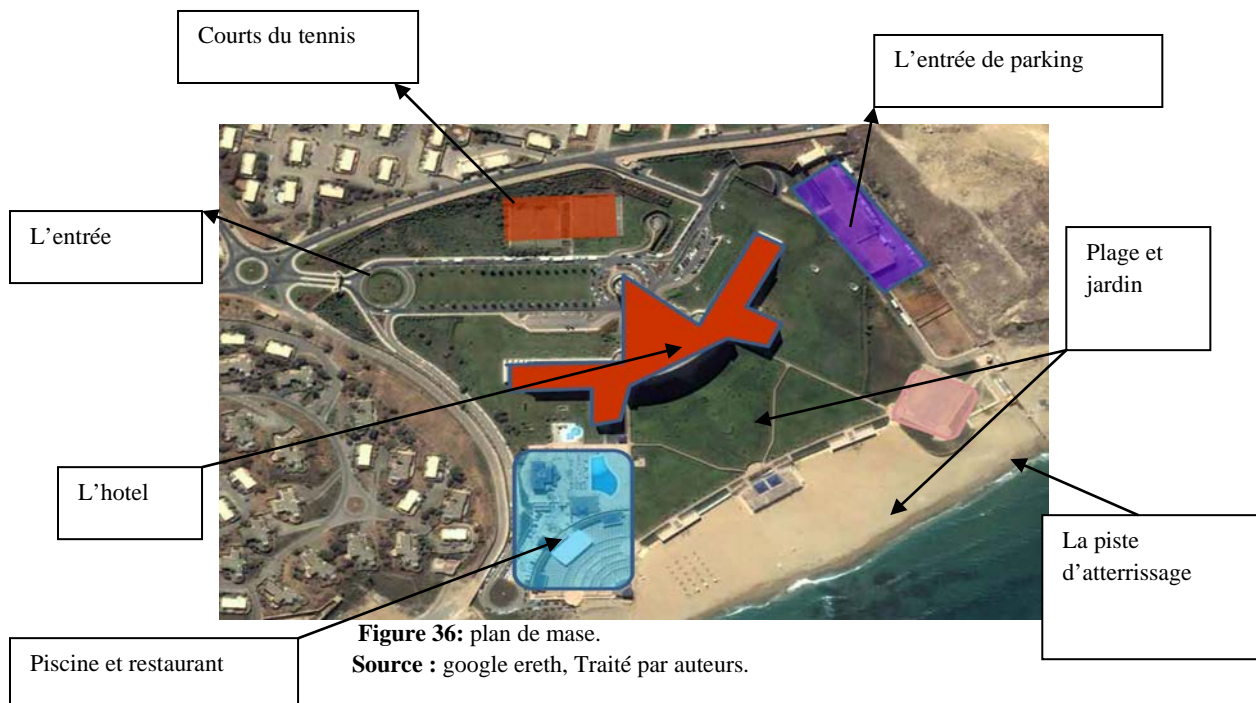 Courts du tennis
L’entrée de parking
L’entrée
Plage et
jardin
L’hotel
La piste
d’atterrissage
Piscine et restaurant
Figure 36: plan de mase.
Source : google ereth, Traité par auteurs.